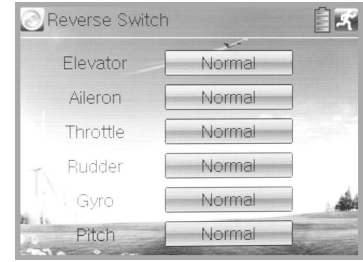 Reverse Switch
Elevator Normal
Aileron Normal
Throttle Normal
Rudder Normal
Gyro Normal
Pitch Normal